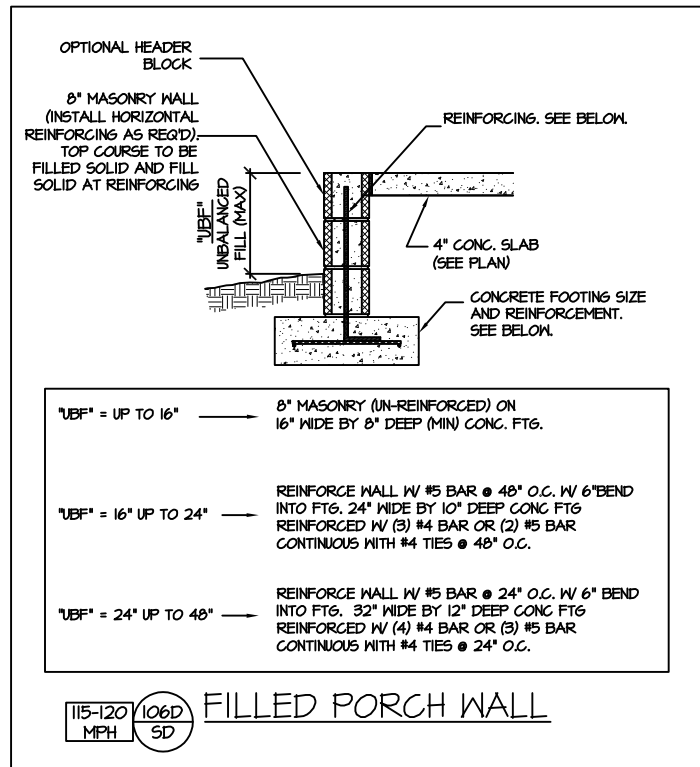 OPTIONAL HEADER
BLOCK
8" MASONRY WALL
(INSTALL HORIZONTAL
REINFORCING AS REQ'D).
TOP COURSE TO BE
FILLED SOLID AND FILL
SOLID AT REINFORCING
REINFORCING. SEE BELOW.
"UBF"
UNBALANCED
FILL (MAX)
4" CONC. SLAB
(SEE PLAN)
CONCRETE FOOTING SIZE
AND REINFORCEMENT.
SEE BELOW.
"UBF" = UP TO 16"
8" MASONRY (UN-REINFORCED) ON
16" WIDE BY 8" DEEP (MIN) CONC. FTG.
"UBF" = 16" UP TO 24"
REINFORCE WALL W/ #5 BAR @ 48" O.C. W/ 6"BEND
INTO FTG. 24" WIDE BY 10" DEEP CONC FTG
REINFORCED W/ (3) #4 BAR OR (2) #5 BAR
CONTINUOUS WITH #4 TIES @ 48" O.C.
"UBF" = 24" UP TO 48"
REINFORCE WALL W/ #5 BAR @ 24" O.C. W/ 6" BEND
INTO FTG. 32" WIDE BY 12" DEEP CONC FTG
REINFORCED W/ (4) #4 BAR OR (3) #5 BAR
CONTINUOUS WITH #4 TIES @ 24" O.C.
115-120
MPH
106D
SD
FILLED PORCH WALL